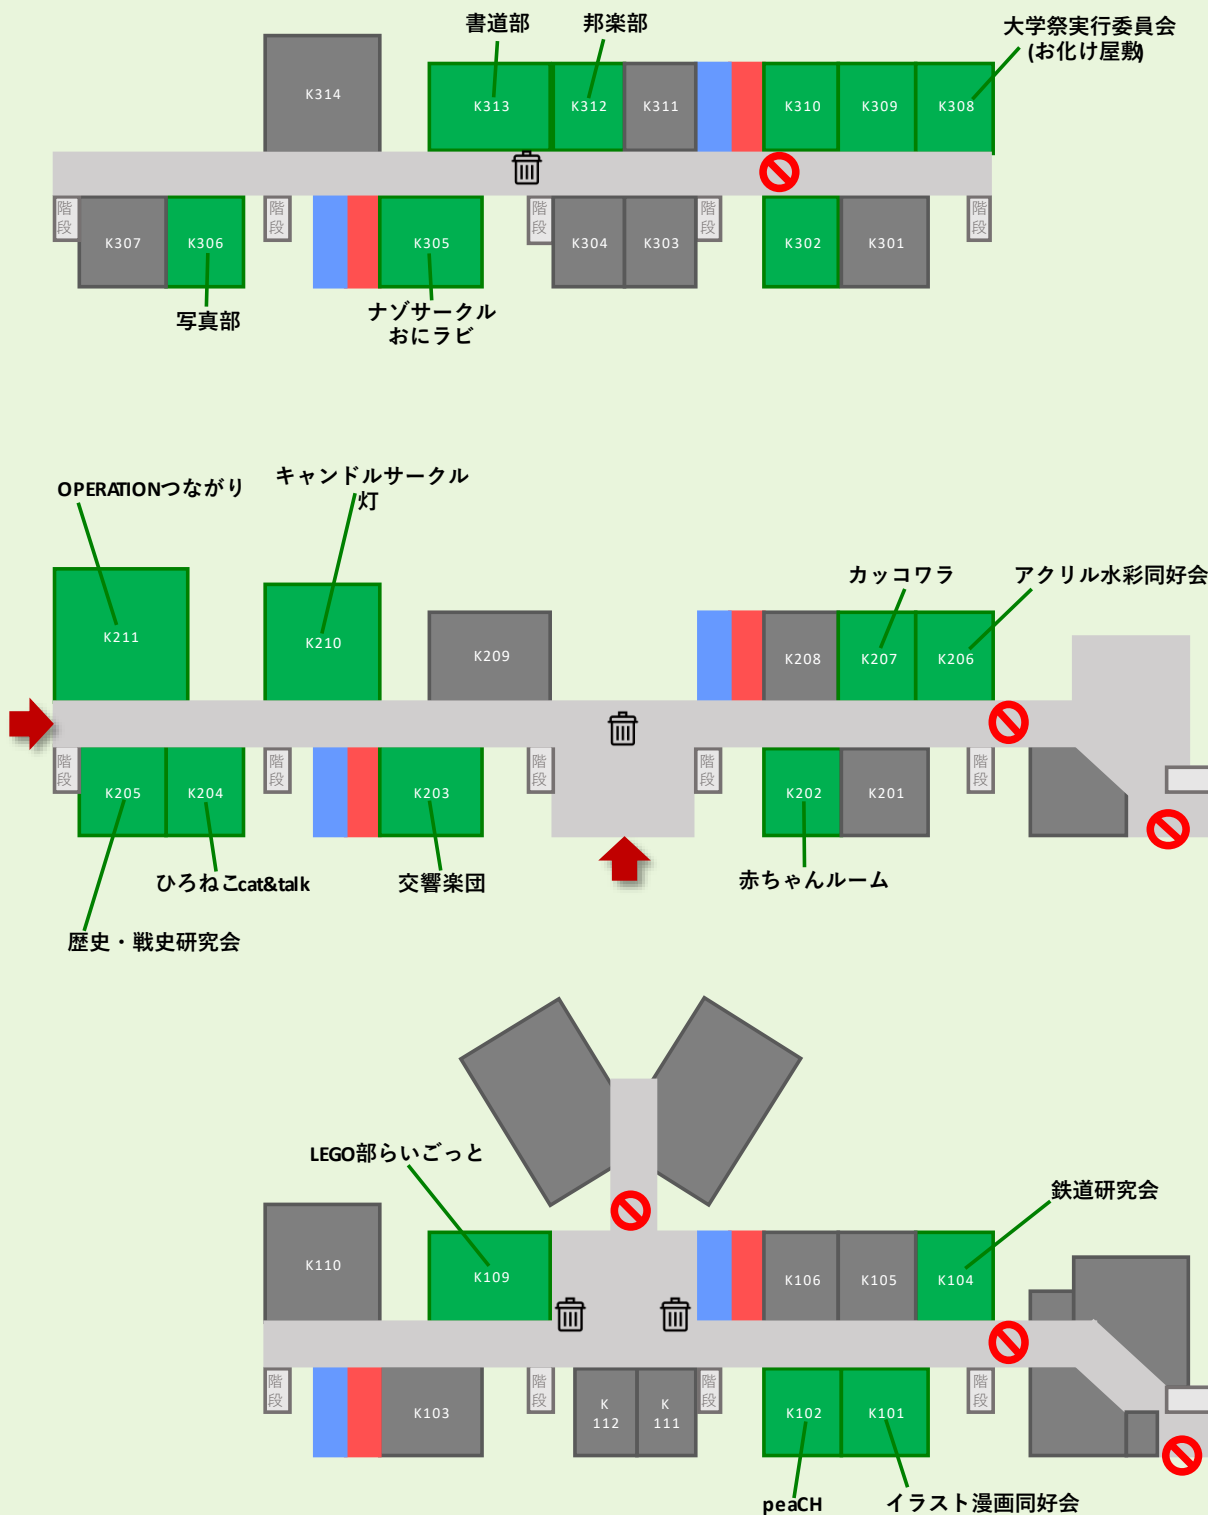 書道部
邦楽部
大学祭実行委員会
(お化け屋敷)
K314
K313
K312
K311
K310
K309
K308
階段
階段
階段
階段
階段
K307
K306
K305
K304
K303
K302
K301
写真部
ナゾサークル
おにラビ
OPERATIONつながり
キャンドルサークル
灯
カッコワラ
アクリル水彩同好会
K211
K210
K209
K208
K207
K206
階段
階段
階段
階段
階段
K205
K204
K203
K202
K201
ひろねこcat&talk
交響楽団
赤ちゃんルーム
歴史・戦史研究会
LEGO部らいごっと
鉄道研究会
K110
K109
K106
K105
K104
階段
階段
階段
階段
K103
K
112
K
111
K102
K101
peaCH
イラスト漫画同好会